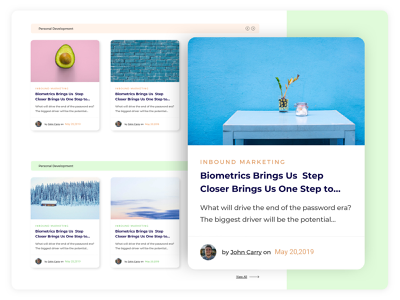 Personal Development
INBOUND MARKETING
Biometrics Brings Us Step
Closer Brings Us One Step to...
What will drive the end of the password era?
The biggest driver will be the potential...
by John Carry on May 20,2019
INBOUND MARKETING
Biometrics Brings Us Step
Closer Brings Us One Step to...
What will drive the end of the password era?
The biggest driver will be the potential...
by John Carry on May 20,2019
INBOUND MARKETING
Biometrics Brings Us Step
Closer Brings Us One Step to...
What will drive the end of the password era?
The biggest driver will be the potential...
by John Carry on May 20,2019
Personal Development
INBOUND MARKETING
Biometrics Brings Us Step
Closer Brings Us One Step to...
What will drive the end of the password era?
The biggest driver will be the potential...
by John Carry on May 20,2019
INBOUND MARKETING
Biometrics Brings Us Step
Closer Brings Us One Step to...
What will drive the end of the password era?
The biggest driver will be the potential...
by John Carry on May 20,2019
View All